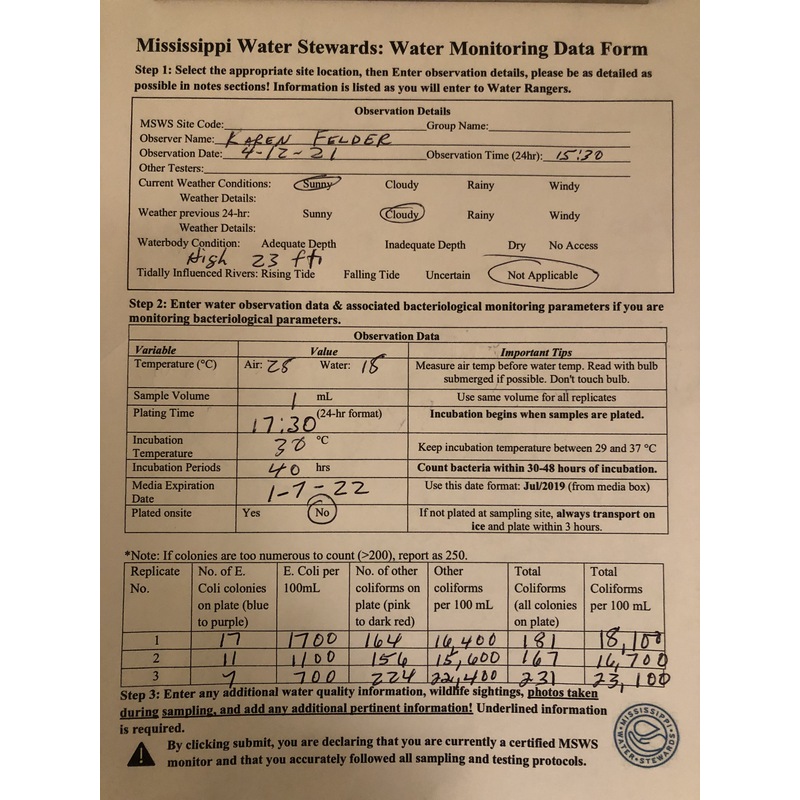 Mississippi Water Stewards: Water Monitoring Data Form
Step 1: Select the appropriate site location, then Enter observation details, please be as detailed as
possible in notes sections! Information is listed as you will enter to Water Rangers.
Observation Details
MSWS Site Code: Group Name:
Observer Name: KAREN FELDER
Observation Date: 4-12-21 Observation Time (24hr): 15:30
Other Testers:
Current Weather Conditions: Sunny Cloudy Rainy Windy
Weather Details:
Weather previous 24-hr: Sunny Cloudy Rainy Windy
Weather Details:
Waterbody Condition: Adequate Depth Inadequate Depth Dry No Access
High 23 ft
Tidally Influenced Rivers: Rising Tide Falling Tide Uncertain Not Applicable
Step 2: Enter water observation data & associated bacteriological monitoring parameters if you are
monitoring bacteriological parameters.
Observation Data
Variable Value Important Tips
Temperature (°C) Air: 28 Water: 18 Measure air temp before water temp. Read with bulb
submerged if possible. Don't touch bulb.
Sample Volume 1 mL Use same volume for all replicates
Plating Time 17:30 (24-hr format) Incubation begins when samples are plated.
Incubation
Temperature 30 °C Keep incubation temperature between 29 and 37 °C
Incubation Periods 40 hrs Count bacteria within 30-48 hours of incubation.
Media Expiration
Date 1-7-22 Use this date format: Jul/2019 (from media box)
Plated onsite Yes No If not plated at sampling site, always transport on
ice and plate within 3 hours.
*Note: If colonies are too numerous to count (>200), report as 250.
Replicate No. of E. E. Coli per No. of other Other Total Total
No. Coli colonies 100mL coliforms on coliforms Coliforms Coliforms
on plate (blue plate (pink per 100 mL (all colonies per 100 mL
to purple) to dark red) on plate)
1 17 1700 164 16,400 181 18,100
2 11 1100 156 15,600 167 16,700
3 7 700 224 22,400 231 23,100
Step 3: Enter any additional water quality information, wildlife sightings, photos taken
during sampling, and add any additional pertinent information! Underlined information
is required.
By clicking submit, you are declaring that you are currently a certified MSWS
monitor and that you accurately followed all sampling and testing protocols.
MISSISSIPPI WATER STEWARDS